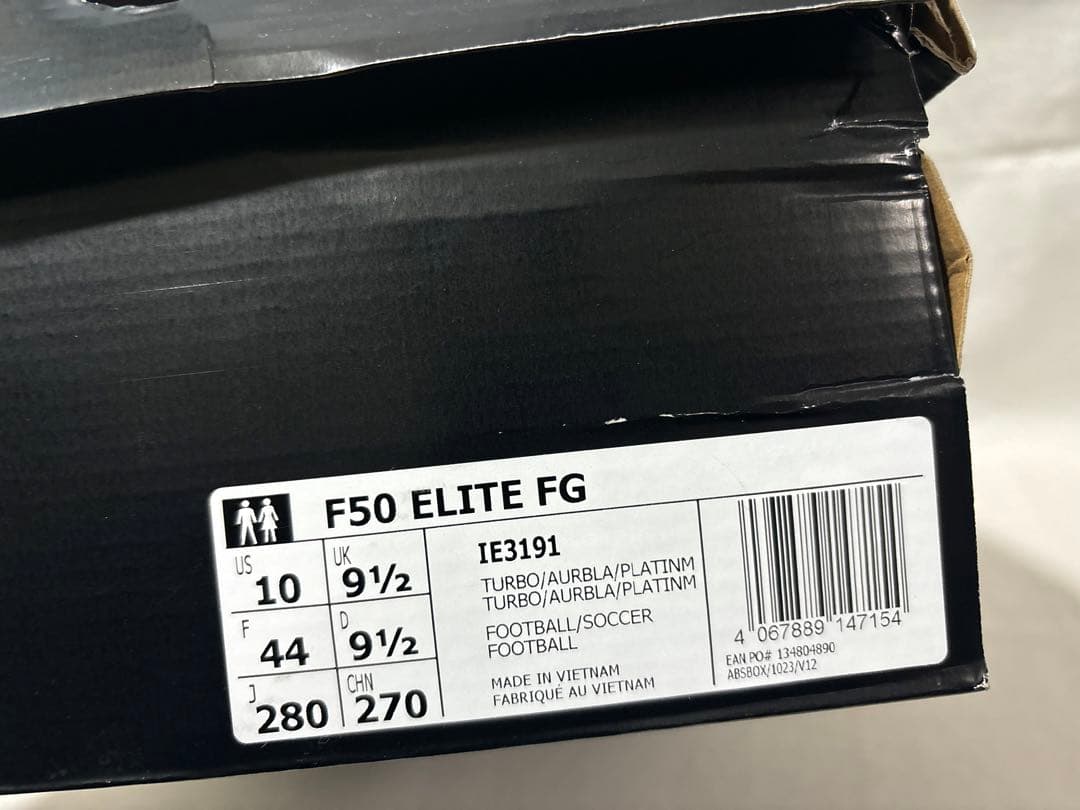 F50 ELITE FG
US 10 UK 9½
F 44 D 9½
J 280 CHN 270
IE3191
TURBO/AURBLA/PLATINM
TURBO/AURBLA/PLATINM
FOOTBALL/SOCCER
FOOTBALL
MADE IN VIETNAM
FABRIQUÉ AU VIETNAM
4 067889 147154
EAN PO# 134804890
ABSBOX/1023/V12